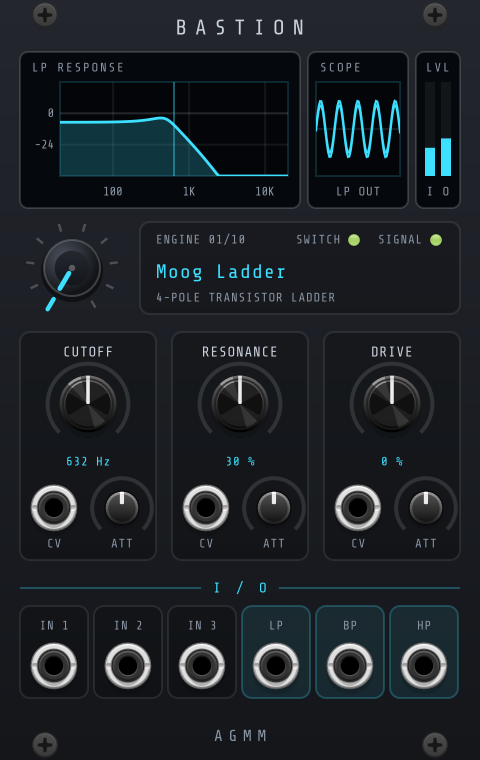 BASTION
LP RESPONSE
0
-24
100 1K 10K
SCOPE
LP OUT
LVL
I O
ENGINE 01/10 SWITCH SIGNAL
Moog Ladder
4-POLE TRANSISTOR LADDER
CUTOFF RESONANCE DRIVE
632 Hz 30 % 0 %
CV ATT CV ATT CV ATT
I / O
IN 1 IN 2 IN 3 LP BP HP
AGMM